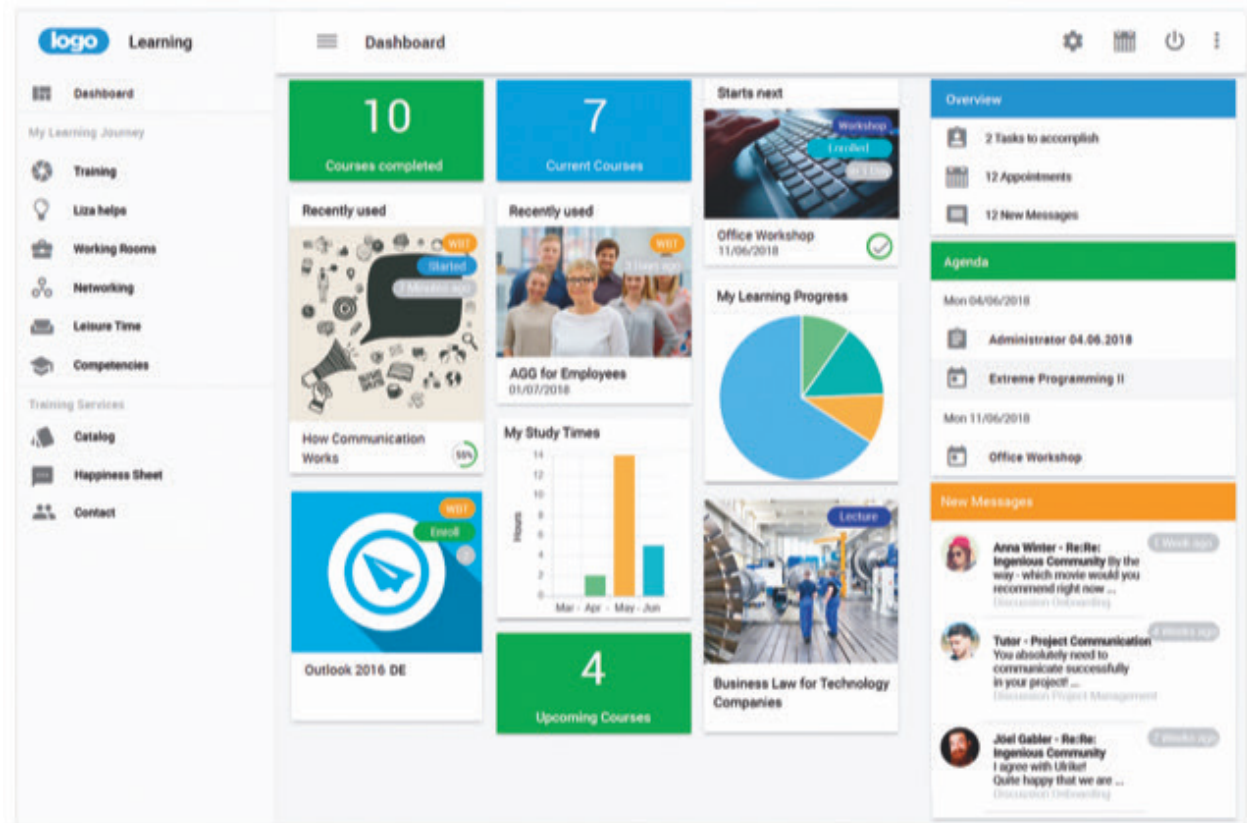 logo Learning
Dashboard
Dashboard
My Learning Journey
Training
Liza helps
Working Rooms
Networking
Leisure Time
Competencies
Training Services
Catalog
Happiness Sheet
Contact
10
Courses completed
Recently used
WBT
Started
2 Minutes ago
How Communication
Works
55%
WBT
Enroll
Outlook 2016 DE
7
Current Courses
Recently used
WBT
AGG for Employees
01/07/2018
My Study Times
14
12
10
8
6
4
2
0
Hours
Mar - Apr - May - Jun
4
Upcoming Courses
Starts next
Workshop
Enrolled
Office Workshop
11/06/2018
My Learning Progress
Lecture
Business Law for Technology
Companies
Overview
2 Tasks to accomplish
12 Appointments
12 New Messages
Agenda
Mon 04/06/2018
Administrator 04.06.2018
Extreme Programming II
Mon 11/06/2018
Office Workshop
New Messages
1 Week ago
Anna Winter - Re:Re:
Ingenious Community By the
way - which movie would you
recommend right now ...
Discussion Onboarding
Weeks ago
Tutor - Project Communication
You absolutely need to
communicate successfully
in your project! ...
Discussion Project Management
Weeks ago
Joel Gabler - Re:Re:
Ingenious Community
I agree with Ulrike!
Quite happy that we are ...
Discussion Onboarding